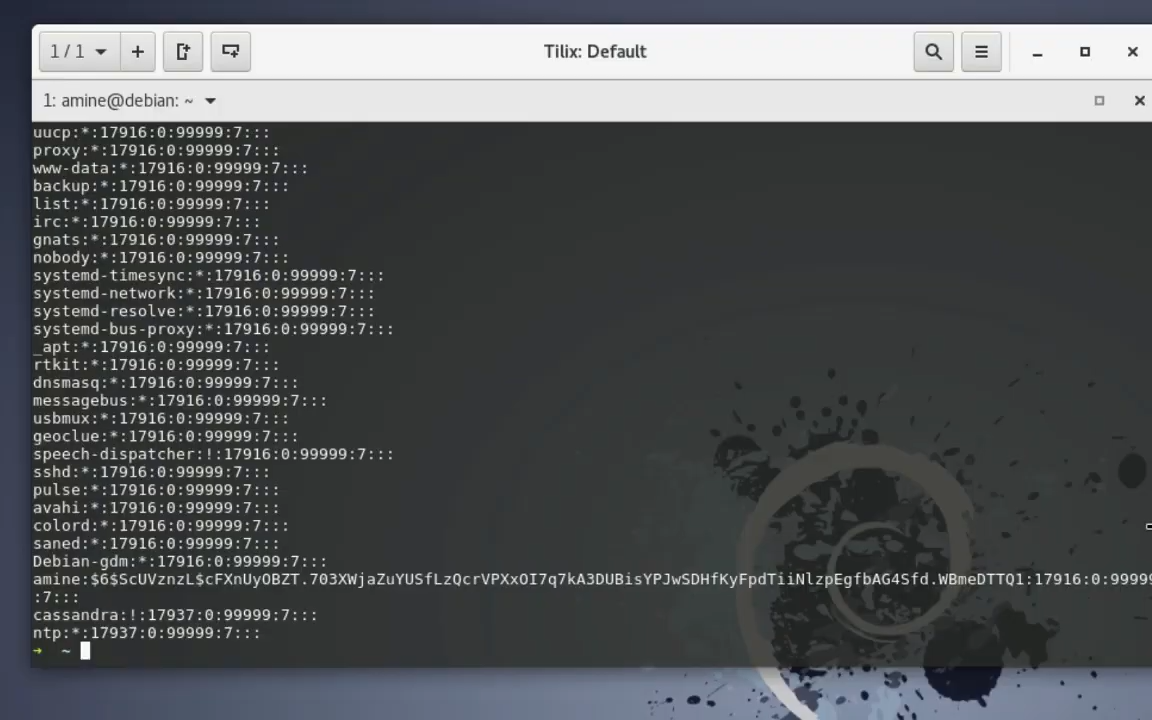 1 / 1
Tilix: Default
1: amine@debian: ~
uucp:*:17916:0:99999:7:::
proxy:*:17916:0:99999:7:::
www-data:*:17916:0:99999:7:::
backup:*:17916:0:99999:7:::
list:*:17916:0:99999:7:::
irc:*:17916:0:99999:7:::
gnats:*:17916:0:99999:7:::
nobody:*:17916:0:99999:7:::
systemd-timesync:*:17916:0:99999:7:::
systemd-network:*:17916:0:99999:7:::
systemd-resolve:*:17916:0:99999:7:::
systemd-bus-proxy:*:17916:0:99999:7:::
_apt:*:17916:0:99999:7:::
rtkit:*:17916:0:99999:7:::
dnsmasq:*:17916:0:99999:7:::
messagebus:*:17916:0:99999:7:::
usbmux:*:17916:0:99999:7:::
geoclue:*:17916:0:99999:7:::
speech-dispatcher:!:17916:0:99999:7:::
sshd:*:17916:0:99999:7:::
pulse:*:17916:0:99999:7:::
avahi:*:17916:0:99999:7:::
colord:*:17916:0:99999:7:::
saned:*:17916:0:99999:7:::
Debian-gdm:*:17916:0:99999:7:::
amine:$6$ScUVznzL$cFXnUyOBZT.703XWjaZuYUSfLzQcrVPXxOI7q7kA3DUBisYPJwSDHfKyFpdTiiNlzpEgfbAG4Sfd.WBmeDTTQ1:17916:0:99999
:7:::
cassandra:!:17937:0:99999:7:::
ntp:*:17937:0:99999:7:::
➜ ~